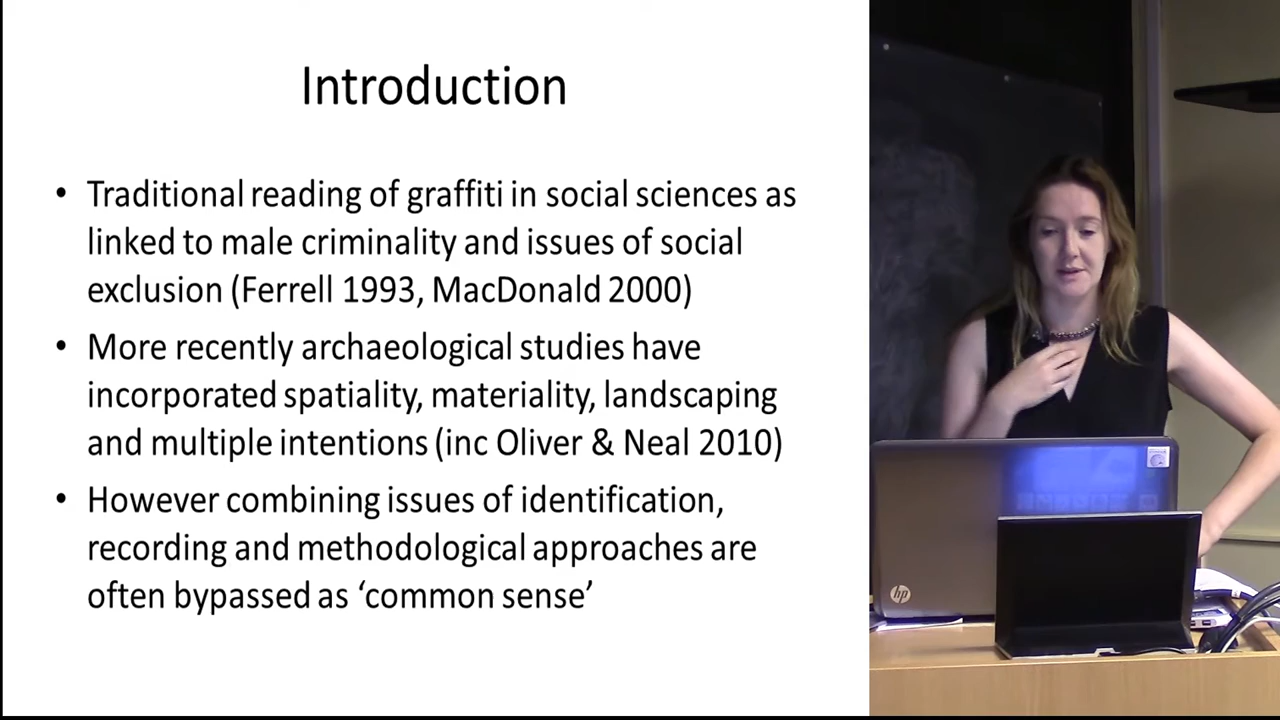 Introduction
• Traditional reading of graffiti in social sciences as
linked to male criminality and issues of social
exclusion (Ferrell 1993, MacDonald 2000)
• More recently archaeological studies have
incorporated spatiality, materiality, landscaping
and multiple intentions (inc Oliver & Neal 2010)
• However combining issues of identification,
recording and methodological approaches are
often bypassed as ‘common sense’
hp